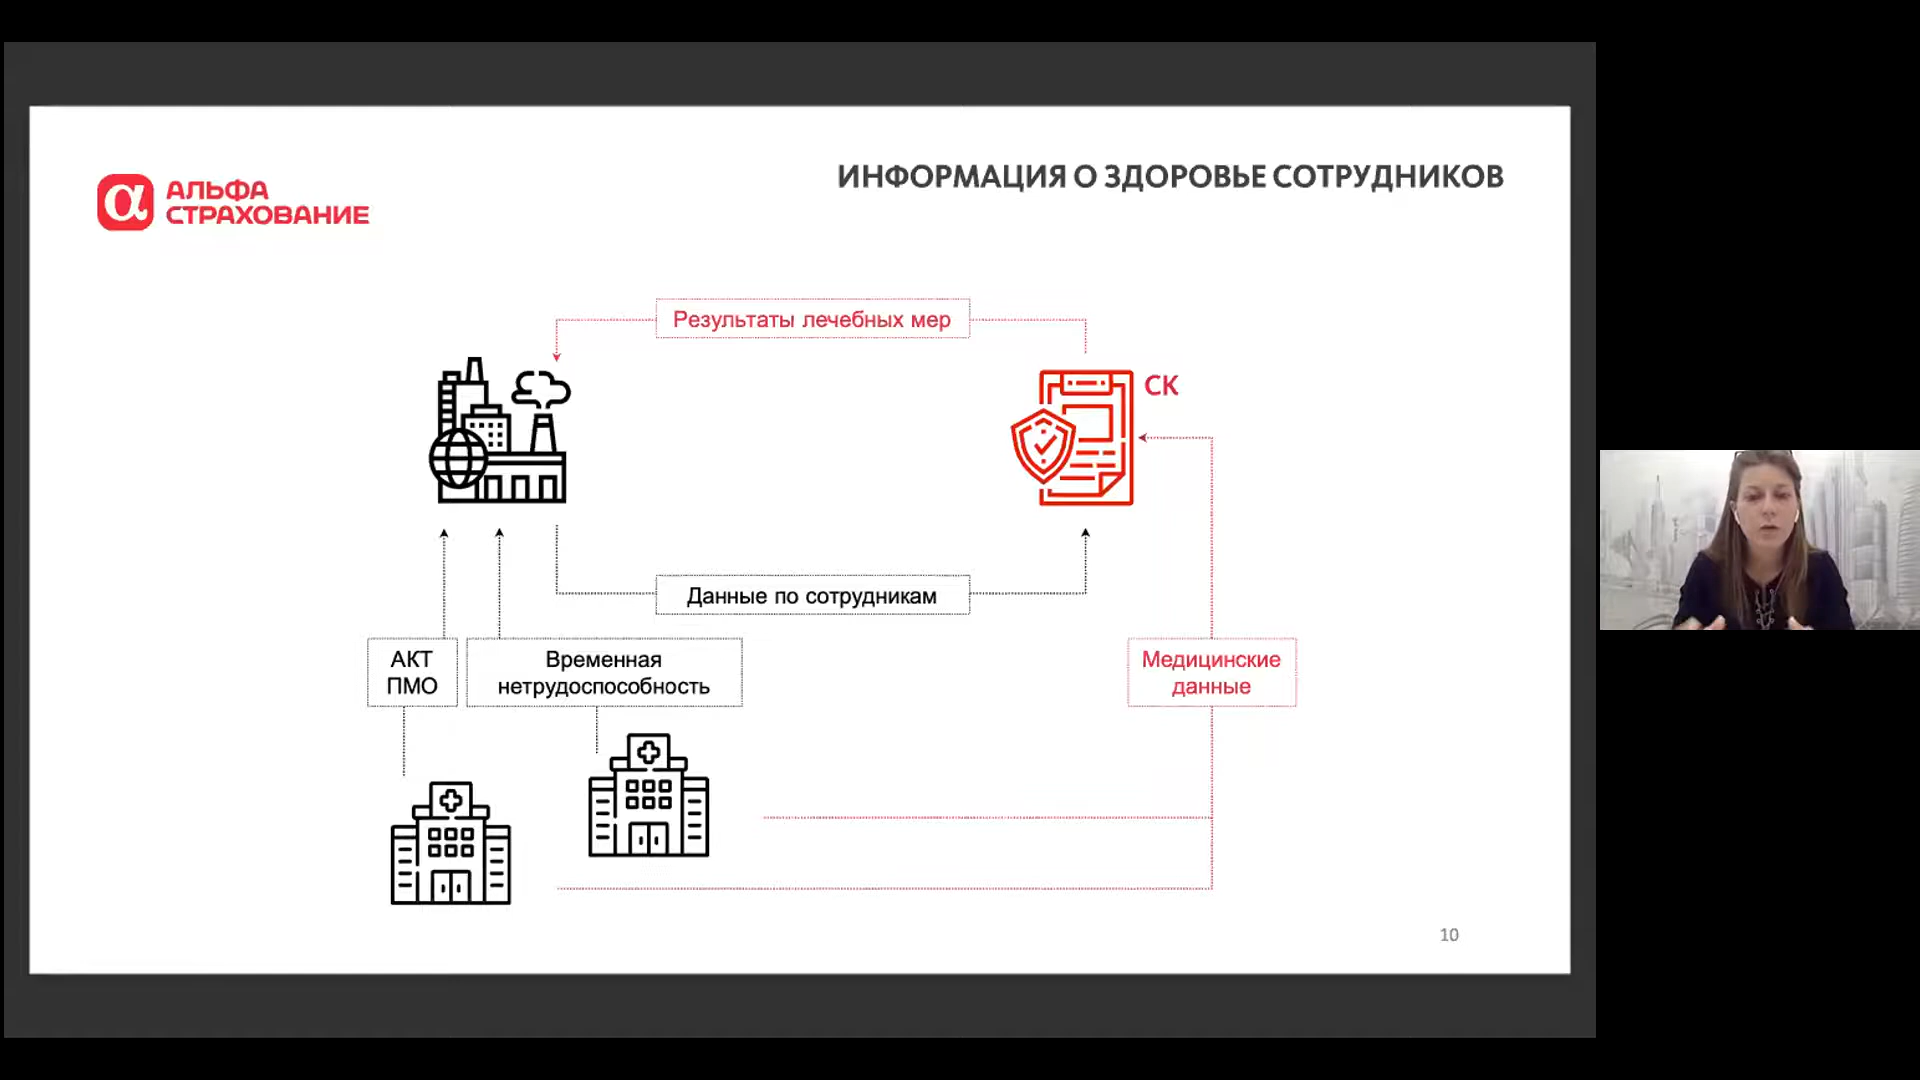 АЛЬФА
СТРАХОВАНИЕ
ИНФОРМАЦИЯ О ЗДОРОВЬЕ СОТРУДНИКОВ
Результаты лечебных мер
СК
Данные по сотрудникам
АКТ
ПМО
Временная
нетрудоспособность
Медицинские
данные
10